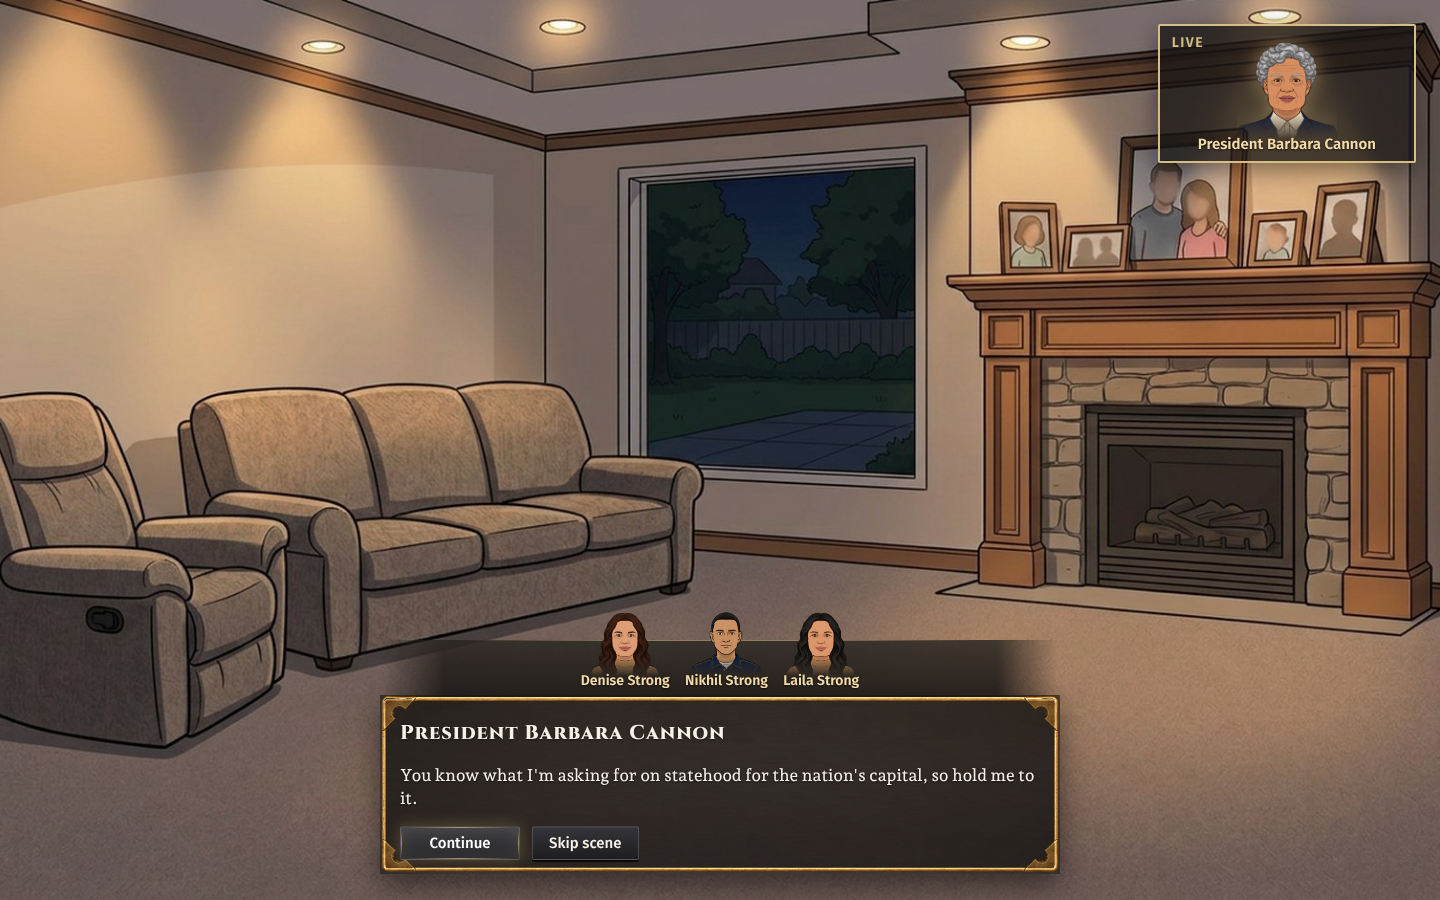 LIVE
President Barbara Cannon
Denise Strong
Nikhil Strong
Laila Strong
President Barbara Cannon
You know what I'm asking for on statehood for the nation's capital, so hold me to
it.
Continue
Skip scene